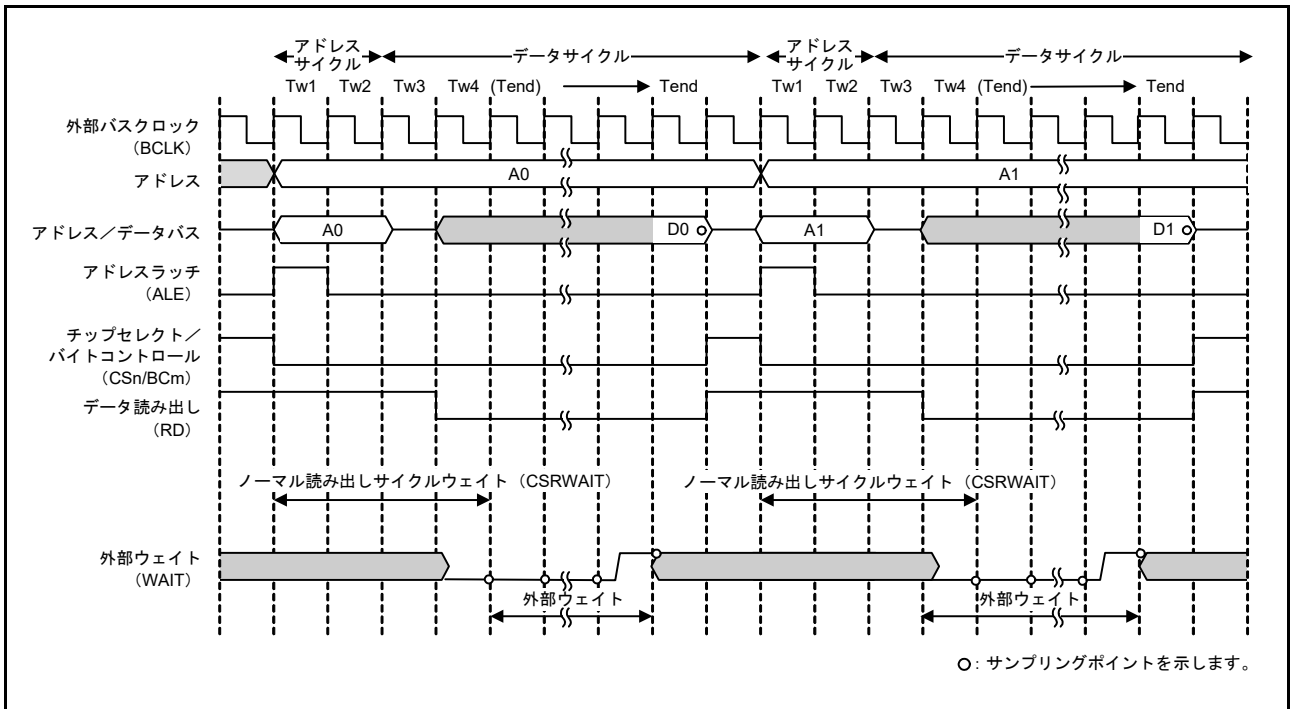 アドレス
サイクル
データサイクル
アドレス
サイクル
データサイクル
Tw1 Tw2 Tw3 Tw4 (Tend) Tend Tw1 Tw2 Tw3 Tw4 (Tend) Tend
外部バスクロック
（BCLK）
アドレス
A0 A1
アドレス／データバス
A0 D0 A1 D1
アドレスラッチ
（ALE）
チップセレクト／
バイトコントロール
（CSn/BCm）
データ読み出し
（RD）
ノーマル読み出しサイクルウェイト（CSRWAIT） ノーマル読み出しサイクルウェイト（CSRWAIT）
外部ウェイト
（WAIT）
外部ウェイト 外部ウェイト
：サンプリングポイントを示します。